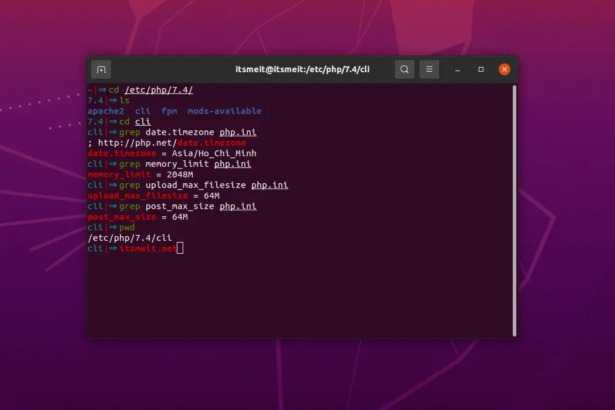 itsmeit@itsmeit:/etc/php/7.4/cli
~|⇒ cd /etc/php/7.4/
7.4|⇒ ls
apache2 cli fpm mods-available
7.4|⇒ cd cli
cli|⇒ grep date.timezone php.ini
; http://php.net/date.timezone
date.timezone = Asia/Ho_Chi_Minh
cli|⇒ grep memory_limit php.ini
memory_limit = 2048M
cli|⇒ grep upload_max_filesize php.ini
upload_max_filesize = 64M
cli|⇒ grep post_max_size php.ini
post_max_size = 64M
cli|⇒ pwd
/etc/php/7.4/cli
cli|⇒ itsmeit.net